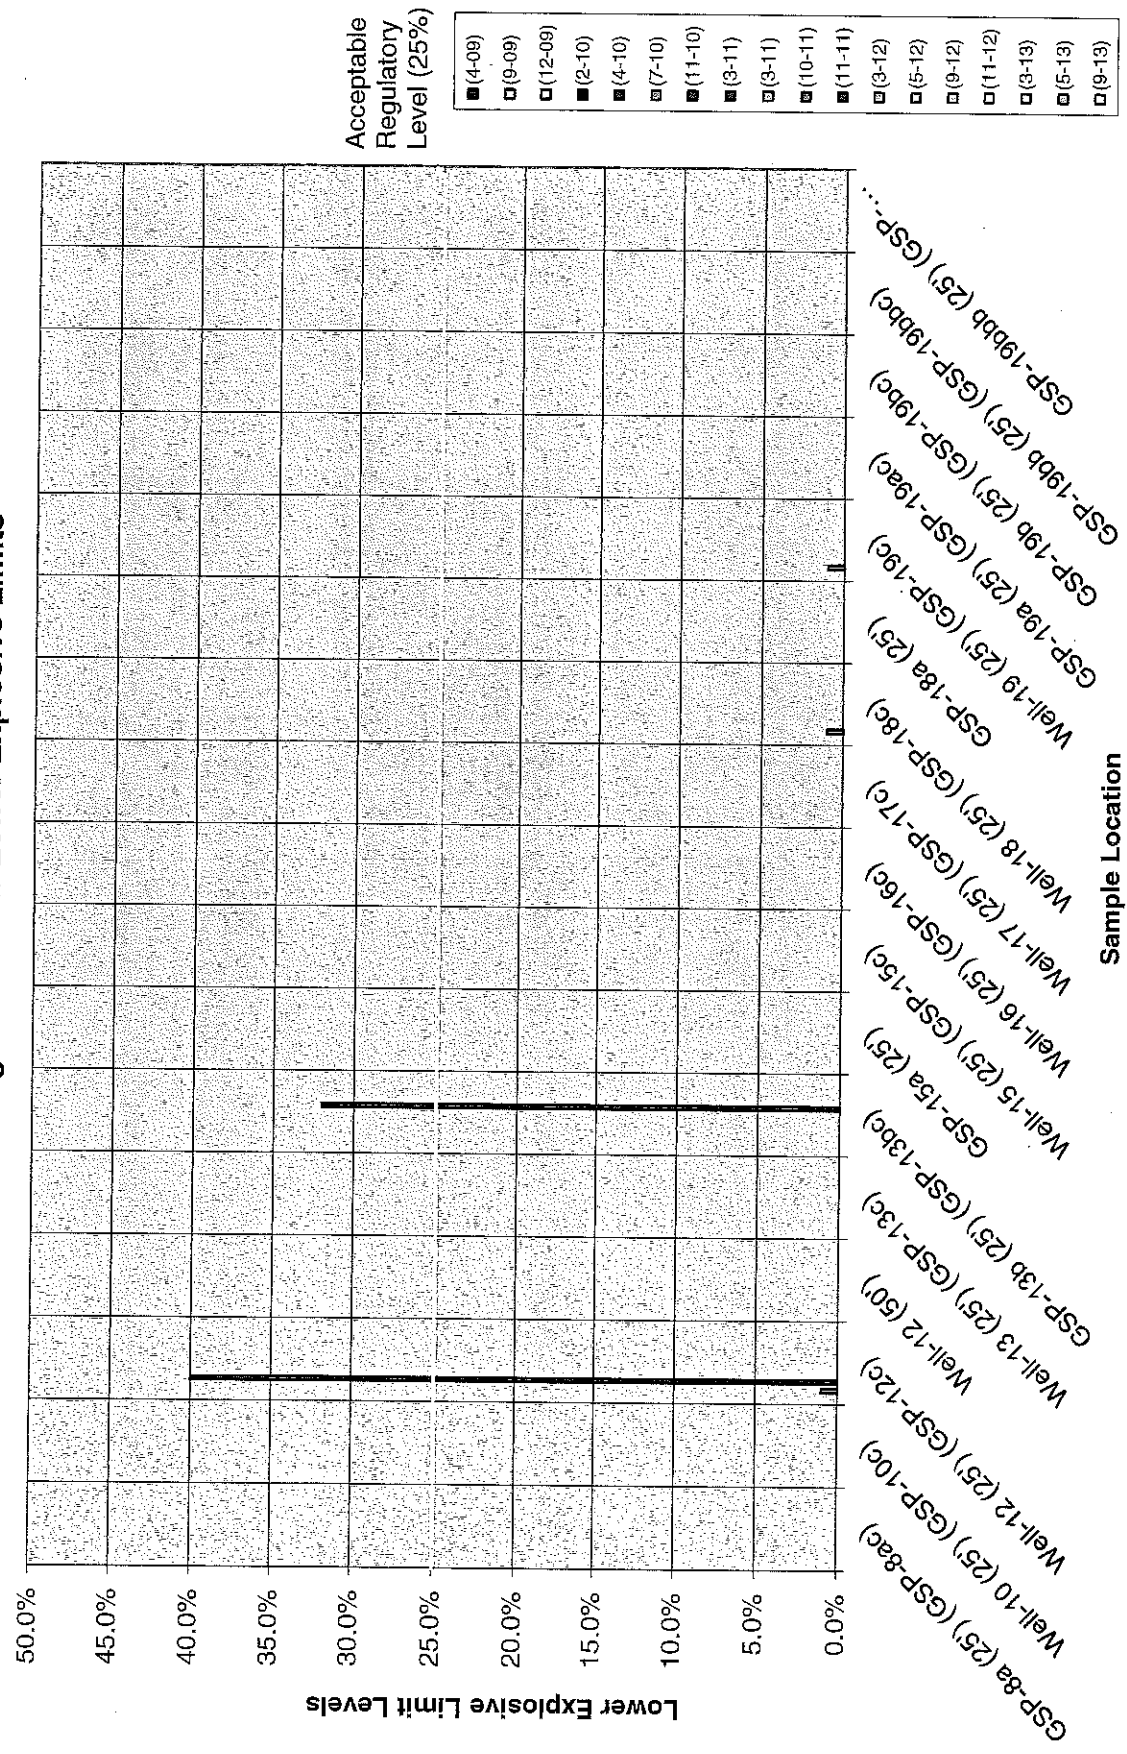 Explosive Limits
Acceptable
Regulatory
Level (25%)
(4-09)
(9-09)
(12-09)
(2-10)
(4-10)
(7-10)
(11-10)
(3-11)
(3-11)
(10-11)
(11-11)
(3-12)
(5-12)
(9-12)
(11-12)
(3-13)
(5-13)
(9-13)
Lower Explosive Limit Levels
50.0%
45.0%
40.0%
35.0%
30.0%
25.0%
20.0%
15.0%
10.0%
5.0%
0.0%
GSP-8a (25') (GSP-8ac)
Well-10 (25') (GSP-10c)
Well-12 (25') (GSP-12c)
Well-12 (50')
Well-13 (25') (GSP-13c)
GSP-13b (25') (GSP-13bc)
GSP-15a (25')
Well-15 (25') (GSP-15c)
Well-16 (25') (GSP-16c)
Well-17 (25') (GSP-17c)
Well-18 (25') (GSP-18c)
GSP-18a (25')
Well-19 (25') (GSP-19c)
GSP-19a (25') (GSP-19ac)
GSP-19b (25') (GSP-19bc)
GSP-19bb (25') (GSP-19bbc)
GSP-19bbb (25') (GSP-...
Sample Location